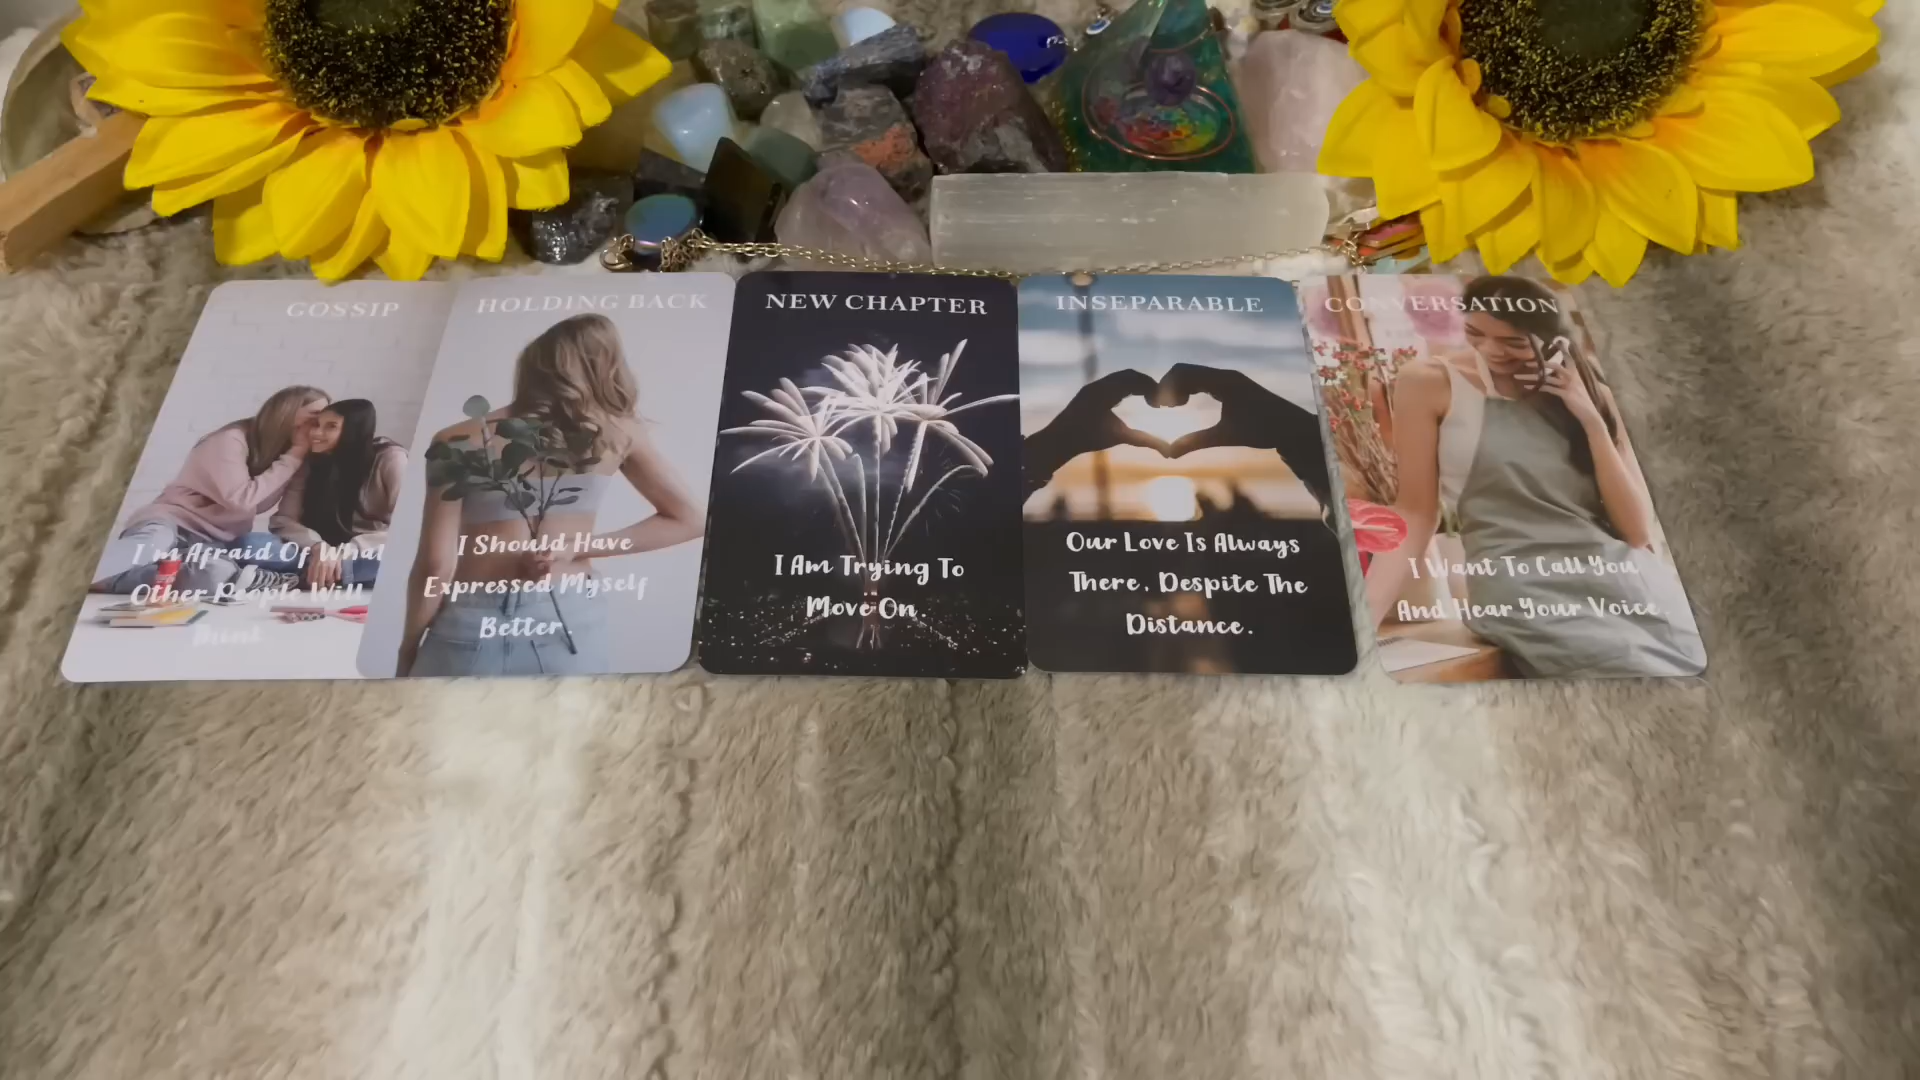 GOSSIP
I'm Afraid Of What
Other People Will
Think
HOLDING BACK
I Should Have
Expressed Myself
Better.
NEW CHAPTER
I Am Trying To
Move On.
INSEPARABLE
Our Love Is Always
There, Despite The
Distance.
CONVERSATION
I Want To Call You
And Hear Your Voice.